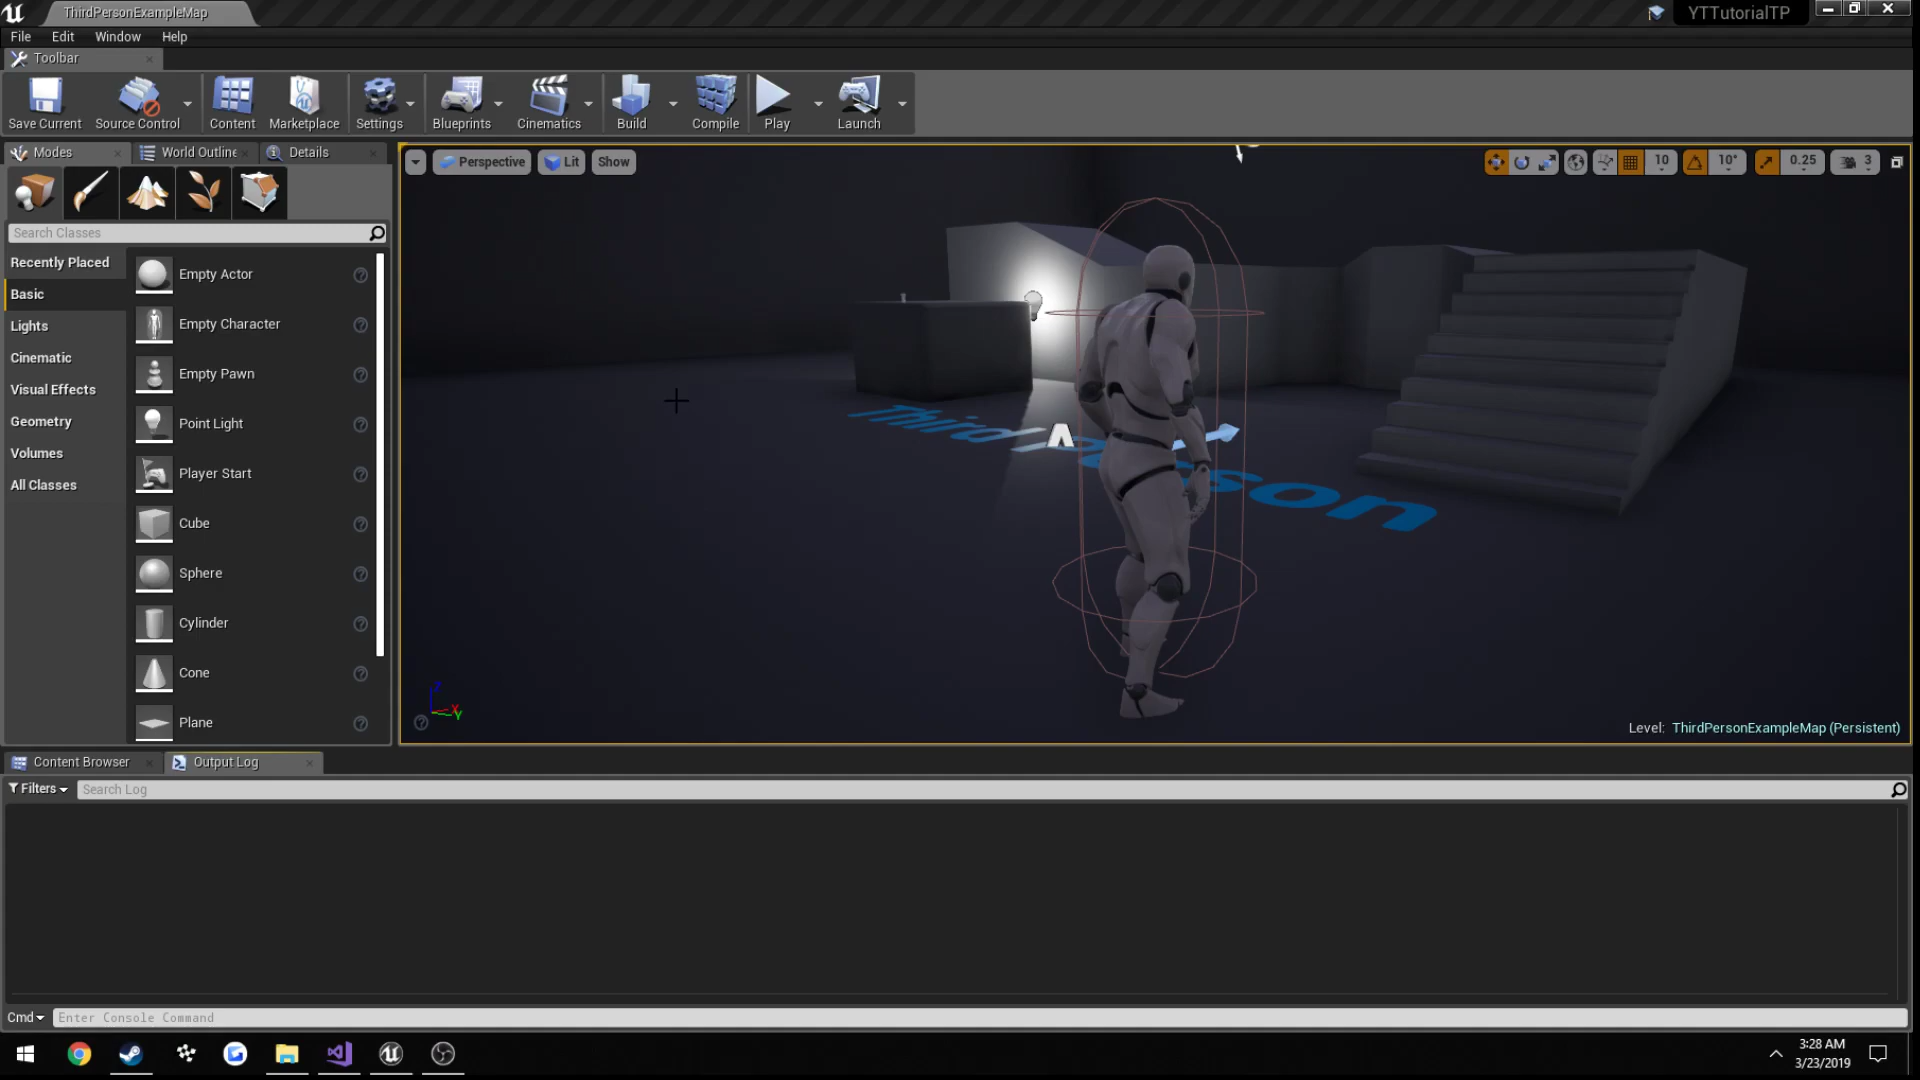 ThirdPersonExampleMap
YTTutorialTP
File Edit Window Help
Toolbar
Save Current Source Control Content Marketplace Settings Blueprints Cinematics Build Compile Play Launch
Modes World Outline Details
Perspective Lit Show
10 10° 0.25 3
Search Classes
Recently Placed
Basic
Lights
Cinematic
Visual Effects
Geometry
Volumes
All Classes
Empty Actor
Empty Character
Empty Pawn
Point Light
Player Start
Cube
Sphere
Cylinder
Cone
Plane
Third Person
Z X Y
Level: ThirdPersonExampleMap (Persistent)
Content Browser Output Log
Filters Search Log
Cmd Enter Console Command
3:28 AM
3/23/2019